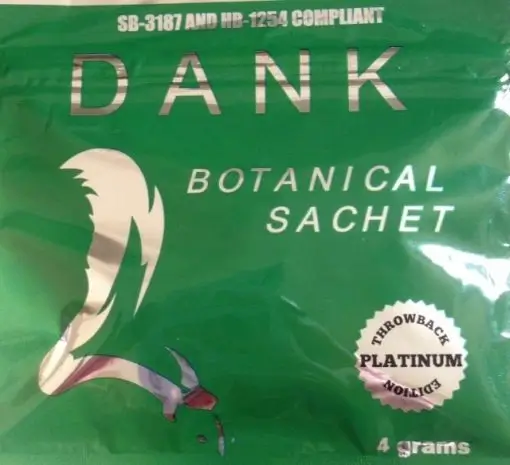 SB-3187 AND HB-1254 COMPLIANT
DANK
BOTANICAL
SACHET
THROWBACK
PLATINUM
EDITION
4 grams